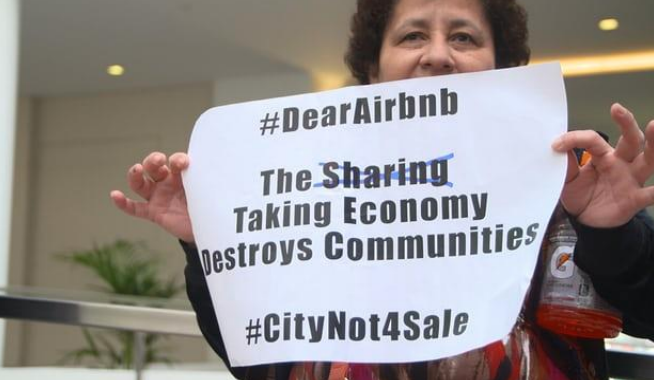 #DearAirbnb
The Sharing
Taking Economy
Destroys Communities
#CityNot4Sale
G